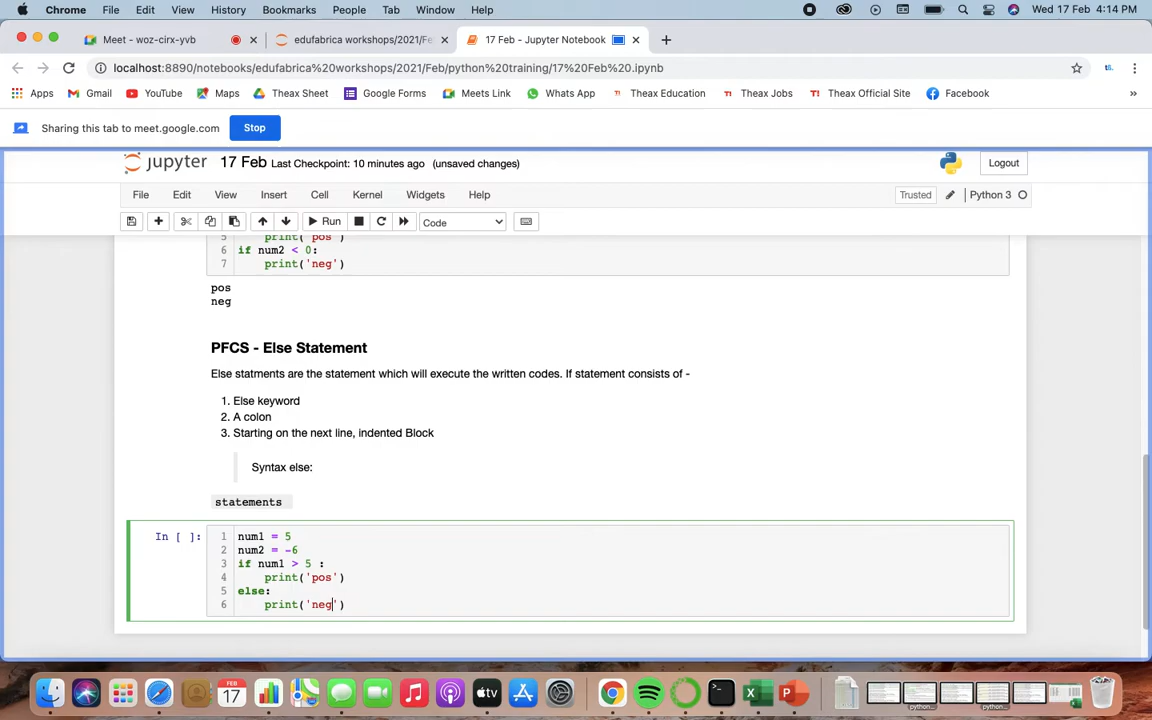 Chrome File Edit View History Bookmarks People Tab Window Help Wed 17 Feb 4:14 PM
Meet - woz-cirx-yvb edufabrica workshops/2021/Fe 17 Feb - Jupyter Notebook
localhost:8890/notebooks/edufabrica%20workshops/2021/Feb/python%20training/17%20Feb%20.ipynb
Apps Gmail YouTube Maps Theax Sheet Google Forms Meets Link Whats App Theax Education Theax Jobs Theax Official Site Facebook
Sharing this tab to meet.google.com Stop
jupyter 17 Feb Last Checkpoint: 10 minutes ago (unsaved changes) Logout
File Edit View Insert Cell Kernel Widgets Help Trusted Python 3
Run Code
5 print('pos')
6 if num2 < 0:
7 print('neg')
pos
neg
PFCS - Else Statement
Else statments are the statement which will execute the written codes. If statement consists of -
1. Else keyword
2. A colon
3. Starting on the next line, indented Block
Syntax else:
statements
In [ ]: 1 num1 = 5
2 num2 = -6
3 if num1 > 5 :
4 print('pos')
5 else:
6 print('neg')
FEB
17
tv
python
python